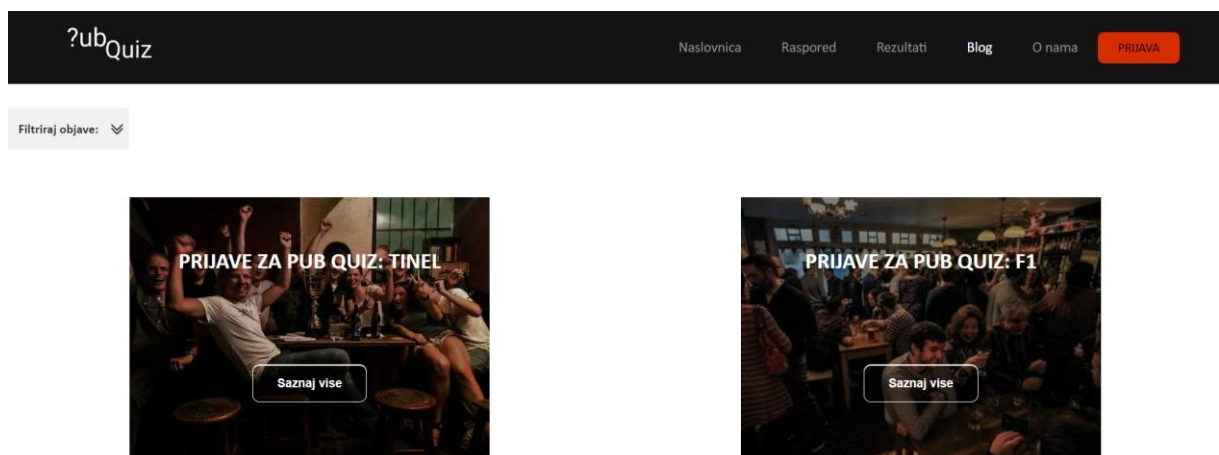 ?ubQuiz
Naslovnica Raspored Rezultati Blog O nama PRIJAVA
Filtriraj objave:
PRIJAVE ZA PUB QUIZ: TINEL
PRIJAVE ZA PUB QUIZ: F1
Saznaj vise
Saznaj vise